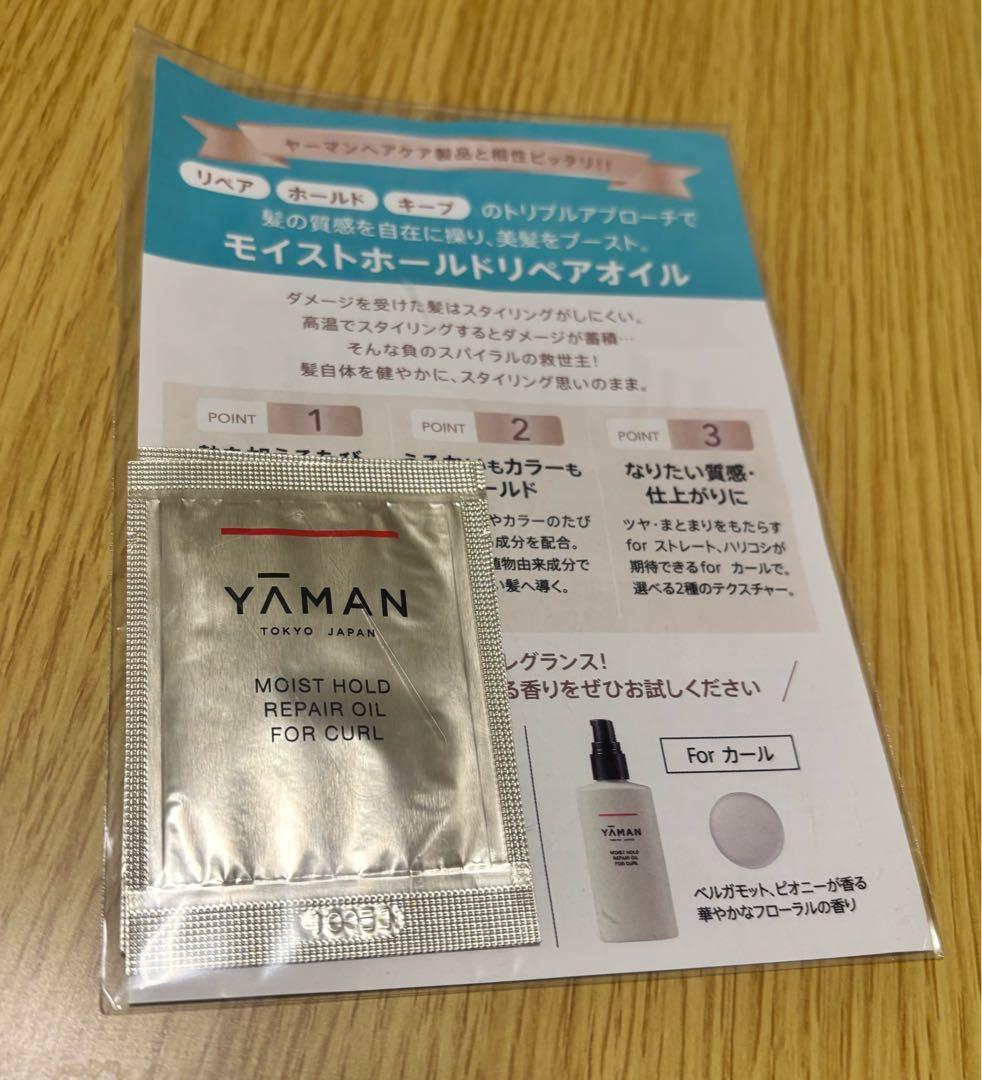 ヤーマンヘアケア製品と相性ピッタリ!!
リペア ホールド キープ のトリプルアプローチで
髪の質感を自在に操り、美髪をブースト。
モイストホールドリペアオイル
ダメージを受けた髪はスタイリングがしにくい。
高温でスタイリングするとダメージが蓄積…
そんな負のスパイラルの救世主!
髪自体を健やかに、スタイリング思いのまま。
POINT 1
POINT 2
もカラーも
ールド
やカラーのたび
成分を配合。
植物由来成分で
い髪へ導く。
POINT 3
なりたい質感・
仕上がりに
ツヤ・まとまりをもたらす
for ストレート、ハリコシが
期待できるfor カールで。
選べる2種のテクスチャー。
レグランス!
る香りをぜひお試しください
YĀMAN
TOKYO JAPAN
MOIST HOLD
REPAIR OIL
FOR CURL
YĀMAN
TOKYO JAPAN
MOIST HOLD
REPAIR OIL
FOR CURL
For カール
ベルガモット、ピオニーが香る
華やかなフローラルの香り